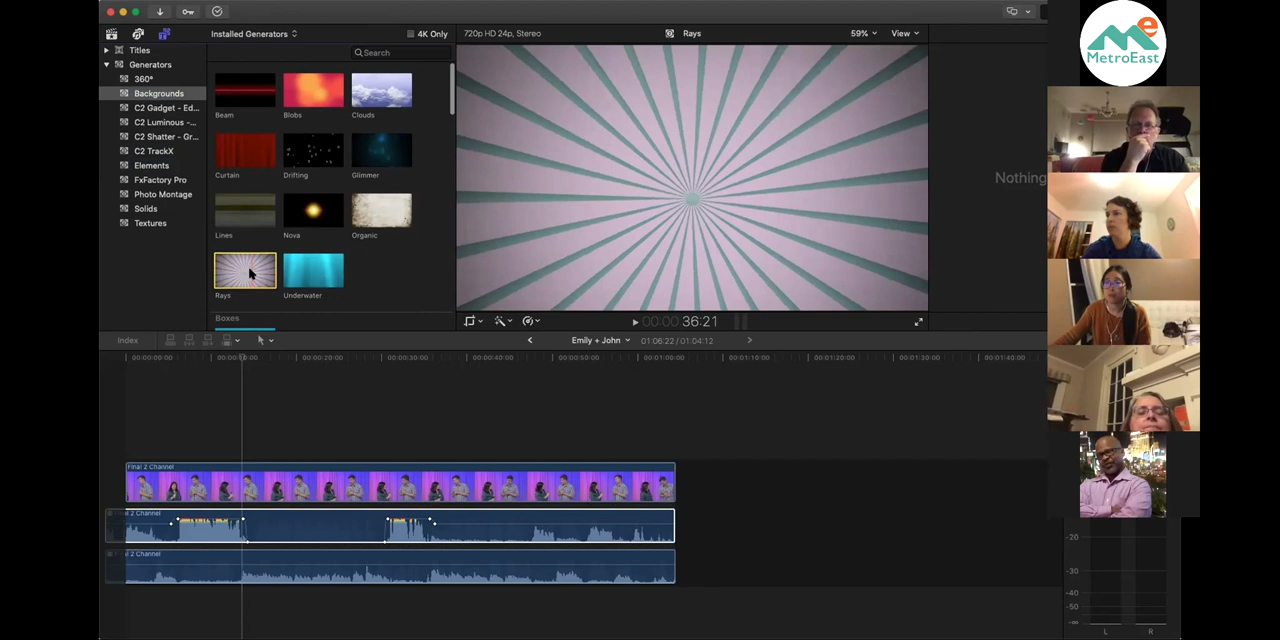 Installed Generators
4K Only
720p HD 24p, Stereo
Rays
59%
View
Titles
Search
Generators
360°
Backgrounds
C2 Gadget - Ed...
C2 Luminous -...
C2 Shatter - Gr...
C2 TrackX
Elements
FxFactory Pro
Photo Montage
Solids
Textures
Beam
Blobs
Clouds
Curtain
Drifting
Glimmer
Lines
Nova
Organic
Rays
Underwater
Boxes
Nothing
00:00:00 36:21
Index
Emily + John
01:06:22 / 01:04:12
00:00:00:00
00:00:20:00
00:00:30:00
00:00:40:00
00:00:50:00
00:01:00:00
00:01:10:00
00:01:20:00
00:01:20:00
00:01:40:00
Final 2 Channel
2 Channel
2 Channel
-20
-30
-40
-50
-∞
L
R
Me
MetroEast